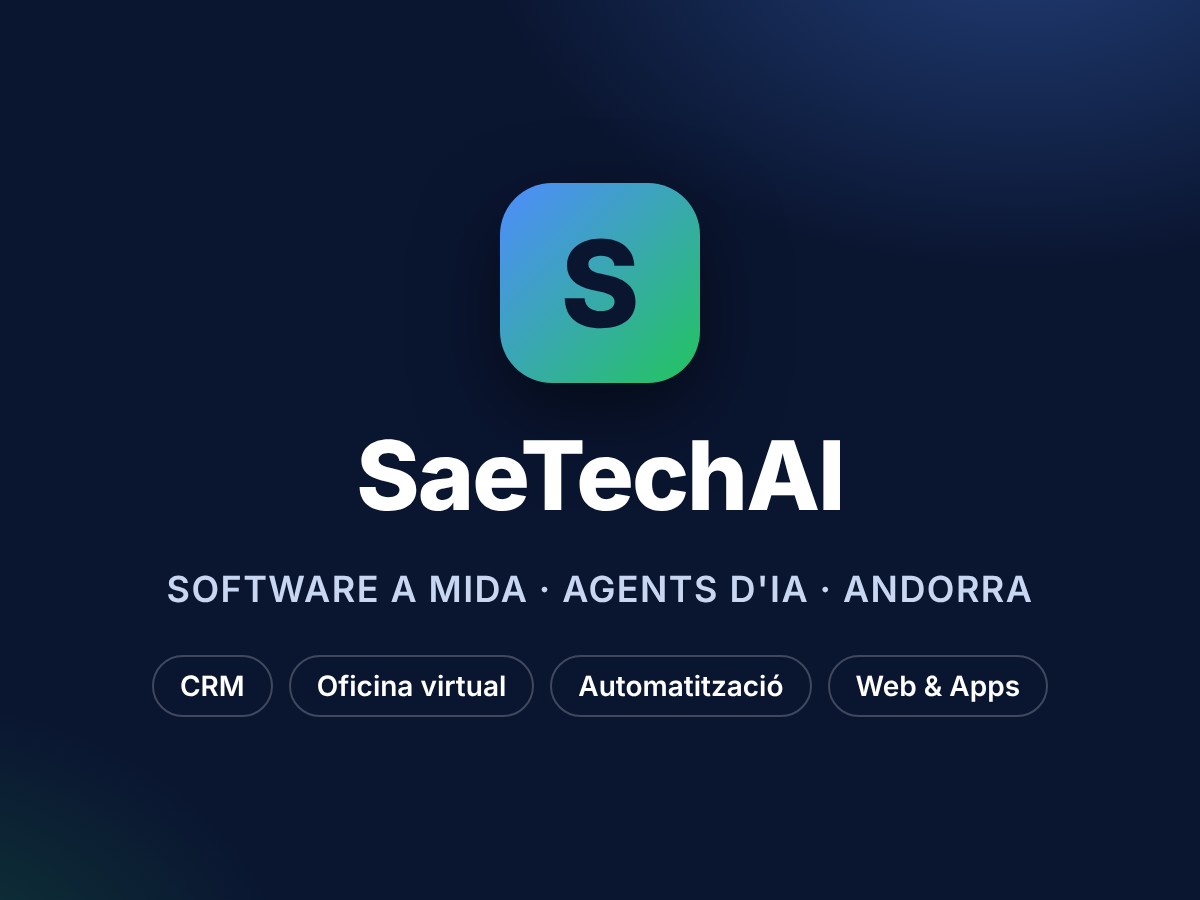 S
SaeTechAI
SOFTWARE A MIDA · AGENTS D'IA · ANDORRA
CRM Oficina virtual Automatització Web & Apps